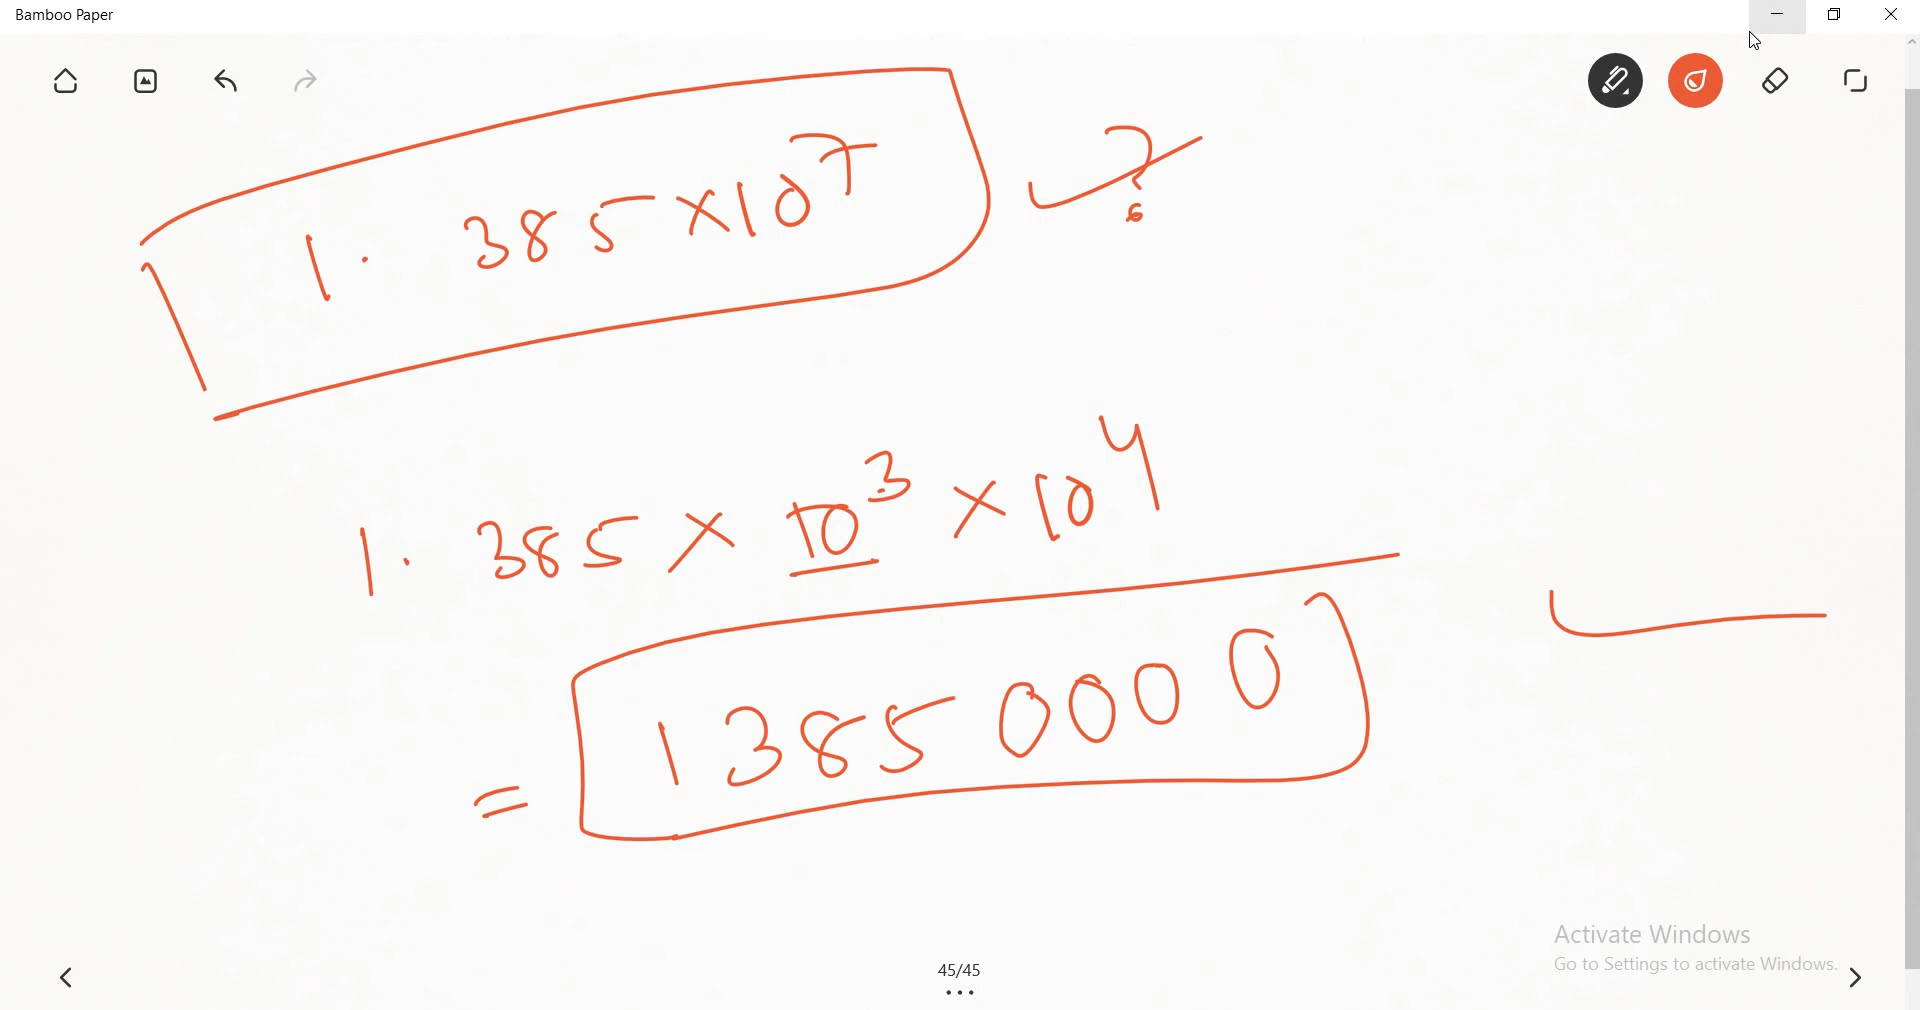 Bamboo Paper
1.385×10⁷ ?
1.385 × 10³ × 10⁴
= 13850000
Activate Windows
Go to Settings to activate Windows.
45/45